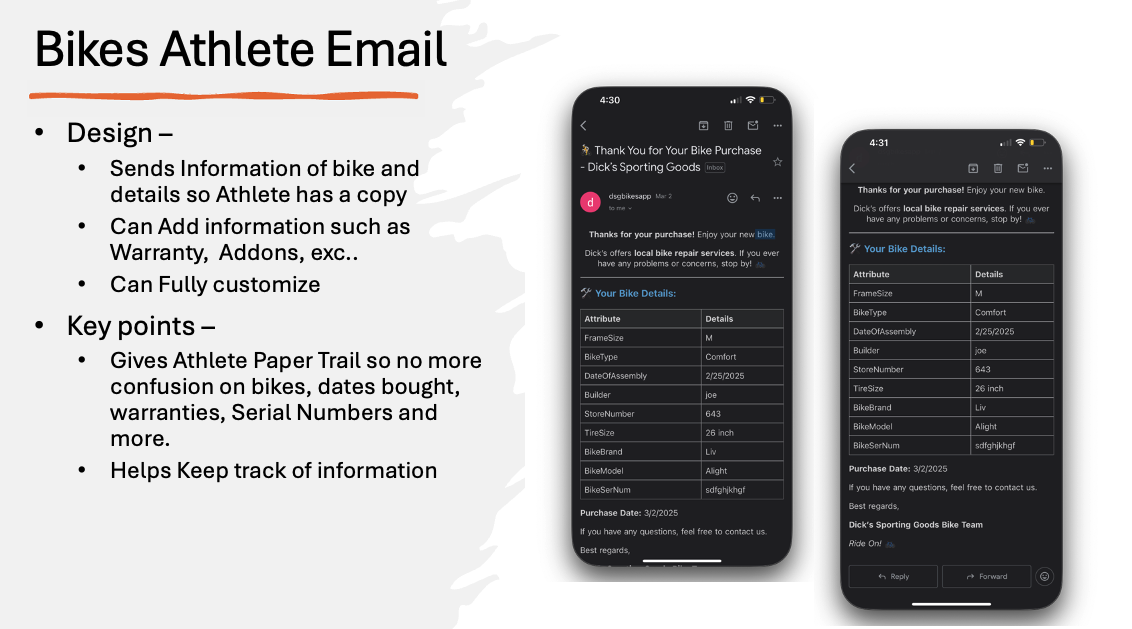 Bikes Athlete Email
• Design –
• Sends Information of bike and
details so Athlete has a copy
• Can Add information such as
Warranty, Addons, exc..
• Can Fully customize
• Key points –
• Gives Athlete Paper Trail so no more
confusion on bikes, dates bought,
warranties, Serial Numbers and
more.
• Helps Keep track of information
4:30
Thank You for Your Bike Purchase
- Dick's Sporting Goods Inbox
d
dsgbikesapp Mar 2
to me
Thanks for your purchase! Enjoy your new bike.
Dick's offers local bike repair services. If you ever
have any problems or concerns, stop by!
Your Bike Details:
Attribute Details
FrameSize M
BikeType Comfort
DateOfAssembly 2/25/2025
Builder joe
StoreNumber 643
TireSize 26 inch
BikeBrand Liv
BikeModel Alight
BikeSerNum sdfghjkhgf
Purchase Date: 3/2/2025
If you have any questions, feel free to contact us.
Best regards,
4:31
Thanks for your purchase! Enjoy your new bike.
Dick's offers local bike repair services. If you ever
have any problems or concerns, stop by!
Your Bike Details:
Attribute Details
FrameSize M
BikeType Comfort
DateOfAssembly 2/25/2025
Builder joe
StoreNumber 643
TireSize 26 inch
BikeBrand Liv
BikeModel Alight
BikeSerNum sdfghjkhgf
Purchase Date: 3/2/2025
If you have any questions, feel free to contact us.
Best regards,
Dick's Sporting Goods Bike Team
Ride On!
Reply Forward